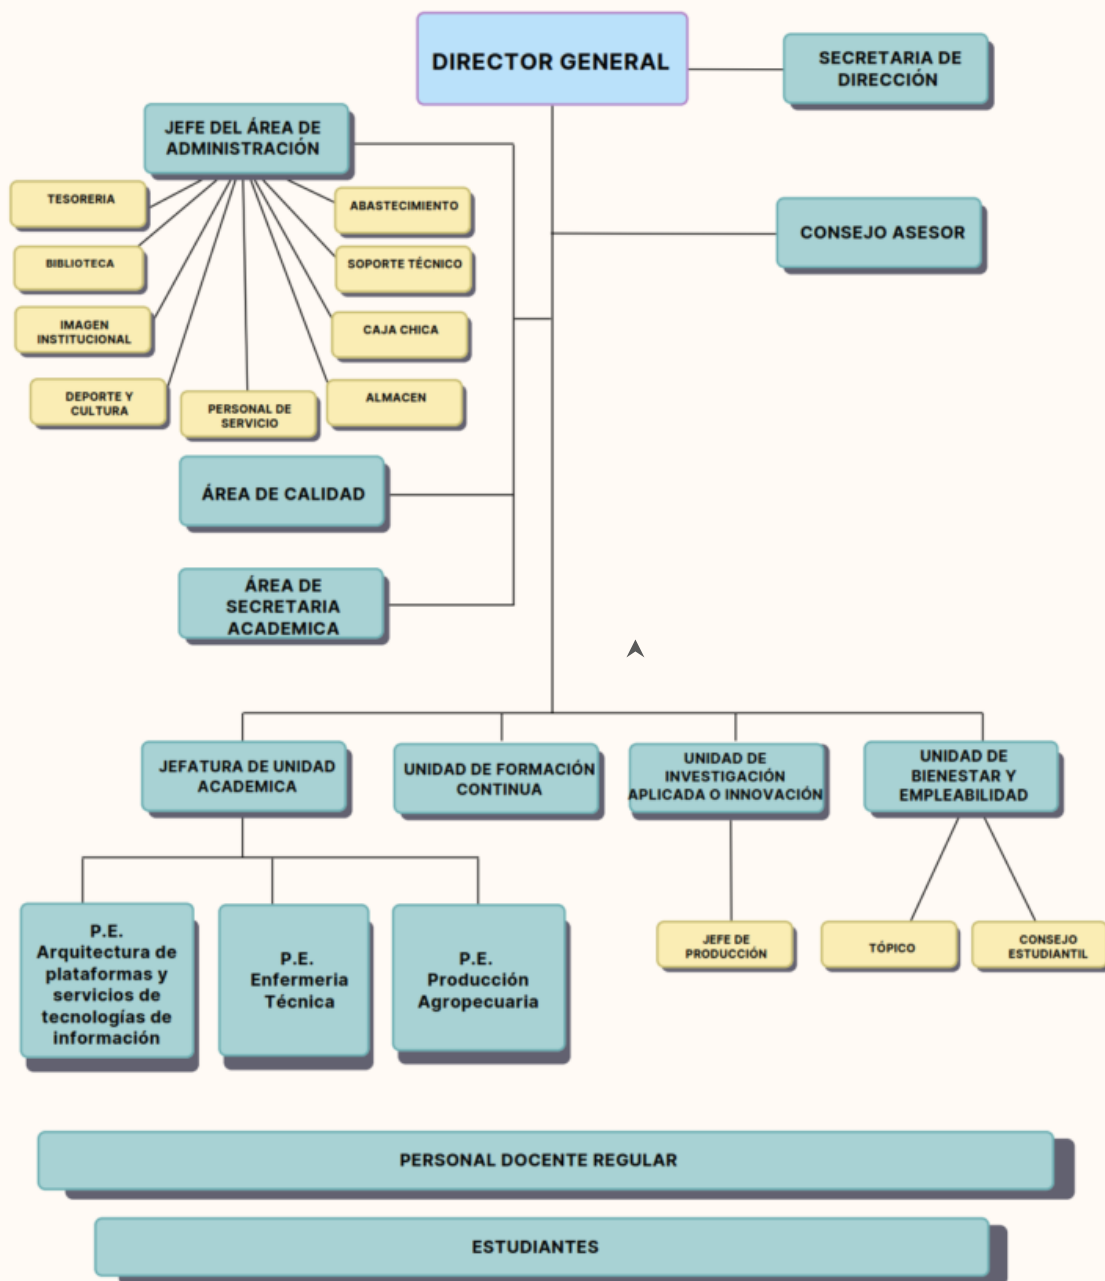 DIRECTOR GENERAL
SECRETARIA DE
DIRECCIÓN
JEFE DEL ÁREA DE
ADMINISTRACIÓN
TESORERIA
ABASTECIMIENTO
CONSEJO ASESOR
BIBLIOTECA
SOPORTE TÉCNICO
IMAGEN
INSTITUCIONAL
CAJA CHICA
DEPORTE Y
CULTURA
PERSONAL DE
SERVICIO
ALMACEN
ÁREA DE CALIDAD
ÁREA DE
SECRETARIA
ACADEMICA
JEFATURA DE UNIDAD
ACADEMICA
UNIDAD DE FORMACIÓN
CONTINUA
UNIDAD DE
INVESTIGACIÓN
APLICADA O INNOVACIÓN
UNIDAD DE
BIENESTAR Y
EMPLEABILIDAD
P.E.
Arquitectura de
plataformas y
servicios de
tecnologías de
información
P.E.
Enfermeria
Técnica
P.E.
Producción
Agropecuaria
JEFE DE
PRODUCCIÓN
TÓPICO
CONSEJO
ESTUDIANTIL
PERSONAL DOCENTE REGULAR
ESTUDIANTES